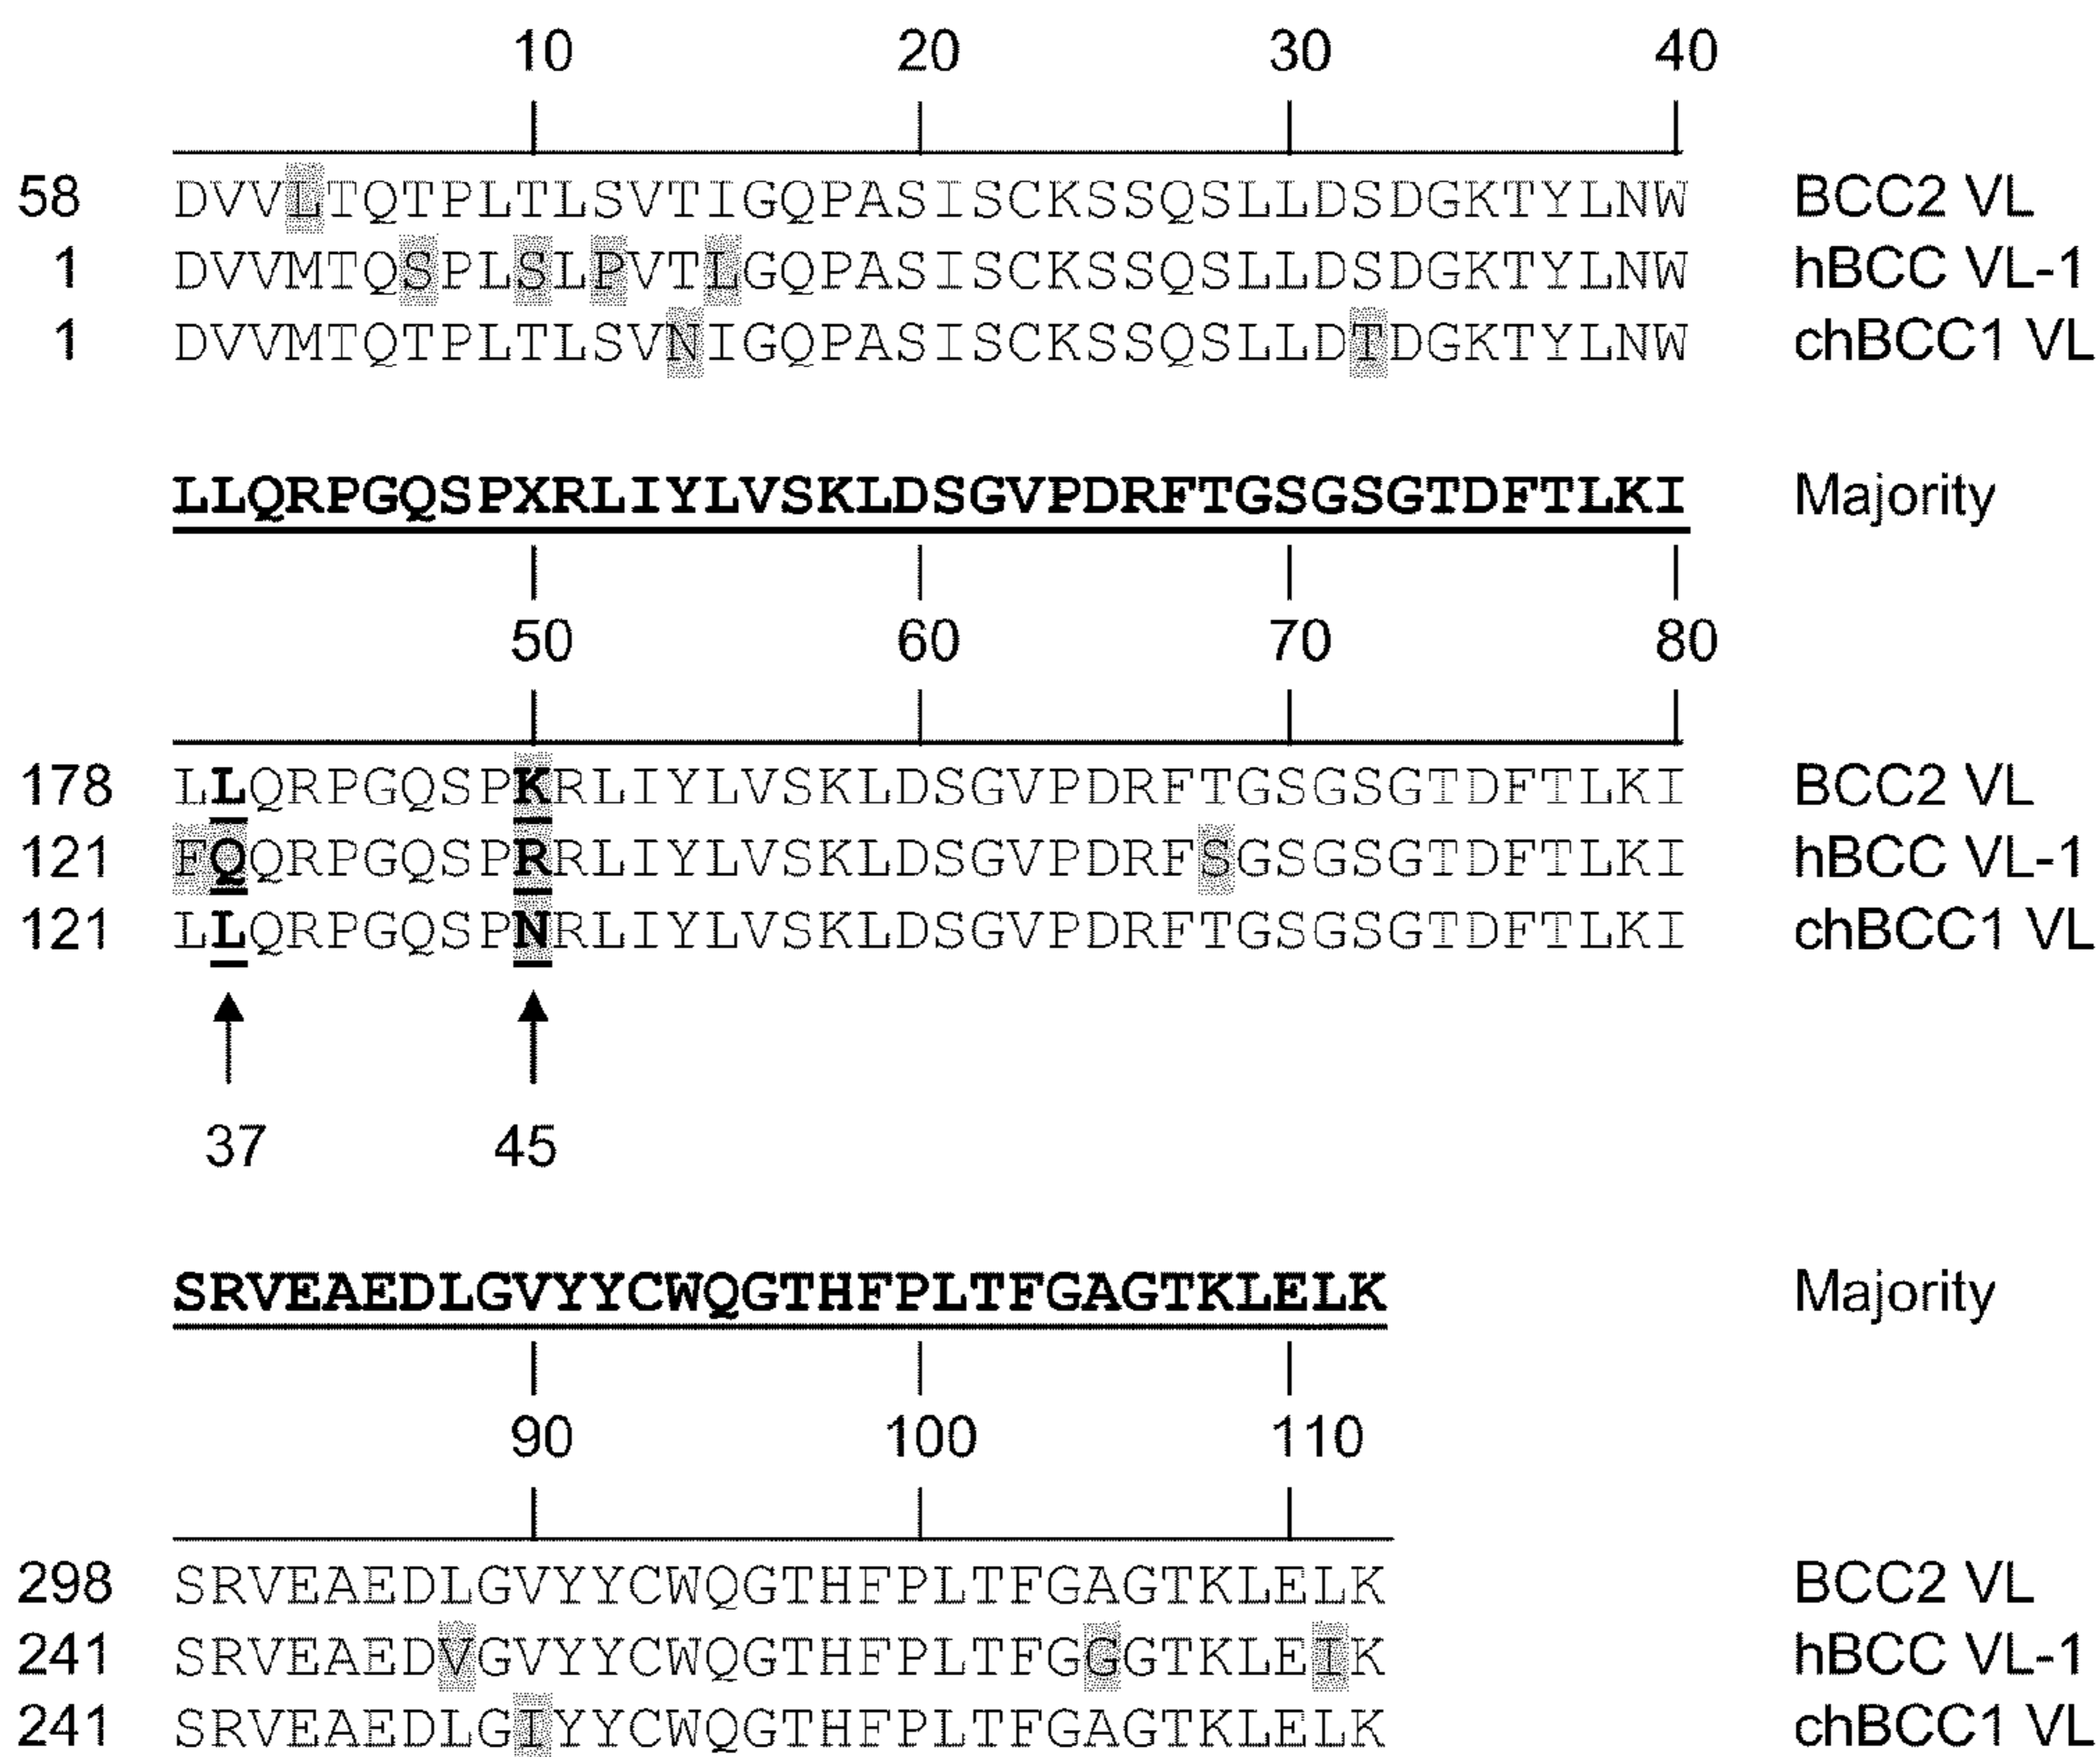 10 20 30 40
58 DVVLTQTPLTLSVTIGQPASISCKSSQSLLDSDGKTYLNW BCC2 VL
1 DVVMTQSPLSLPVTLGQPASISCKSSQSLLDSDGKTYLNW hBCC VL-1
1 DVVMTQTPLTLSVNIGQPASISCKSSQSLLDTDGKTYLNW chBCC1 VL
LLQRPGQSPXRLIYLVSKLDSGVPDRFTGSGSGTDFTLKI Majority
50 60 70 80
178 LLQRPGQSPKRLIYLVSKLDSGVPDRFTGSGSGTDFTLKI BCC2 VL
121 FQQRPGQSPRRLIYLVSKLDSGVPDRFSGSGSGTDFTLKI hBCC VL-1
121 LLQRPGQSPNRLIYLVSKLDSGVPDRFTGSGSGTDFTLKI chBCC1 VL
37 45
SRVEAEDLGVYYCWQGTHFPLTFGAGTKLELK Majority
90 100 110
298 SRVEAEDLGVYYCWQGTHFPLTFGAGTKLELK BCC2 VL
241 SRVEAEDVGVYYCWQGTHFPLTFGGGTKLEIK hBCC VL-1
241 SRVEAEDLGIYYCWQGTHFPLTFGAGTKLELK chBCC1 VL